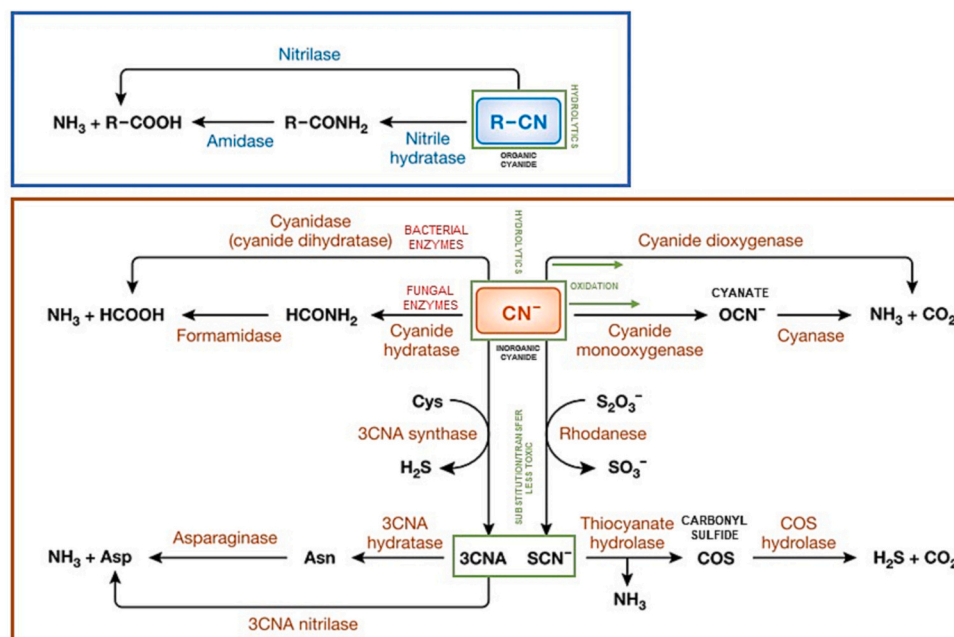 Nitrilase
NH₃ + R–COOH
Amidase
R–CONH₂
Nitrile
hydratase
R–CN
ORGANIC
CYANIDE
HYDROLYTICS
Cyanidase
(cyanide dihydratase)
BACTERIAL
ENZYMES
HYDROLYTICS
Cyanide dioxygenase
NH₃ + HCOOH
Formamidase
HCONH₂
FUNGAL
ENZYMES
Cyanide
hydratase
CN⁻
INORGANIC
CYANIDE
OXIDATION
Cyanide
monooxygenase
CYANATE
OCN⁻
Cyanase
NH₃ + CO₂
Cys
3CNA synthase
H₂S
SUBSTITUTION/TRANSFER
LESS TOXIC
S₂O₃⁻
Rhodanese
SO₃⁻
NH₃ + Asp
Asparaginase
Asn
3CNA
hydratase
3CNA
SCN⁻
Thiocyanate
hydrolase
NH₃
CARBONYL
SULFIDE
COS
COS
hydrolase
H₂S + CO₂
3CNA nitrilase